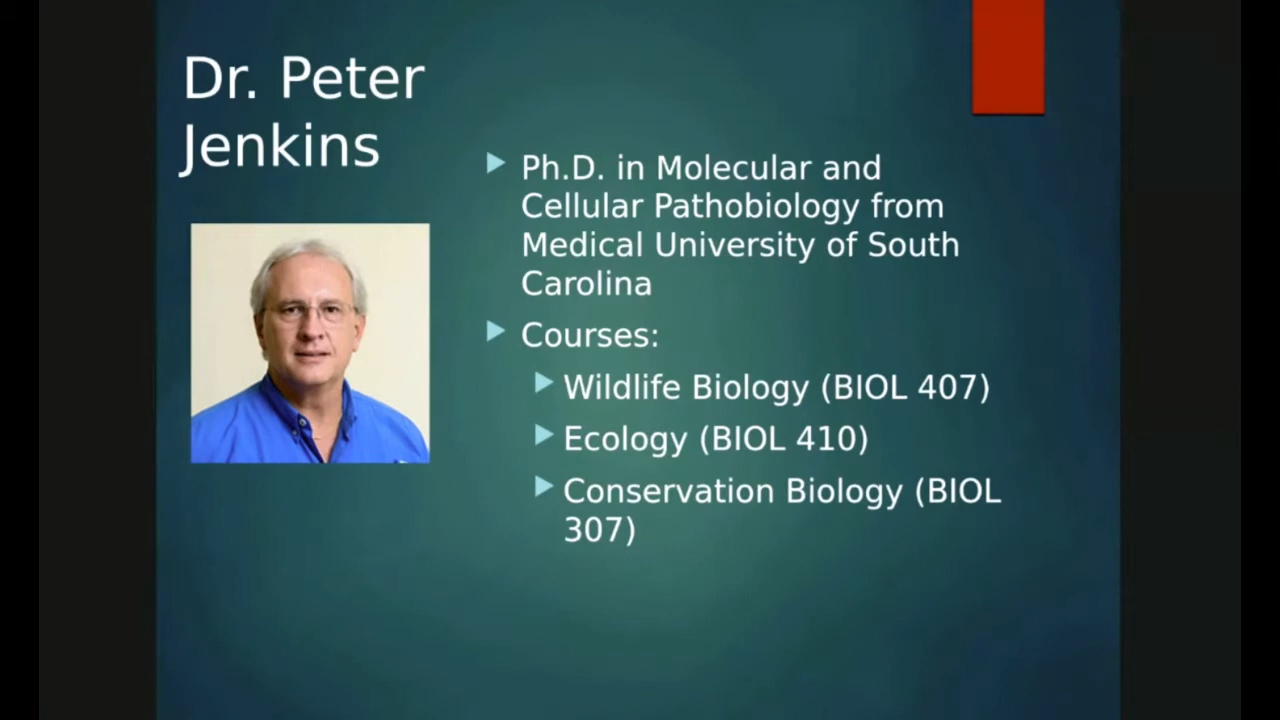 Dr. Peter
Jenkins
Ph.D. in Molecular and
Cellular Pathobiology from
Medical University of South
Carolina
Courses:
Wildlife Biology (BIOL 407)
Ecology (BIOL 410)
Conservation Biology (BIOL
307)